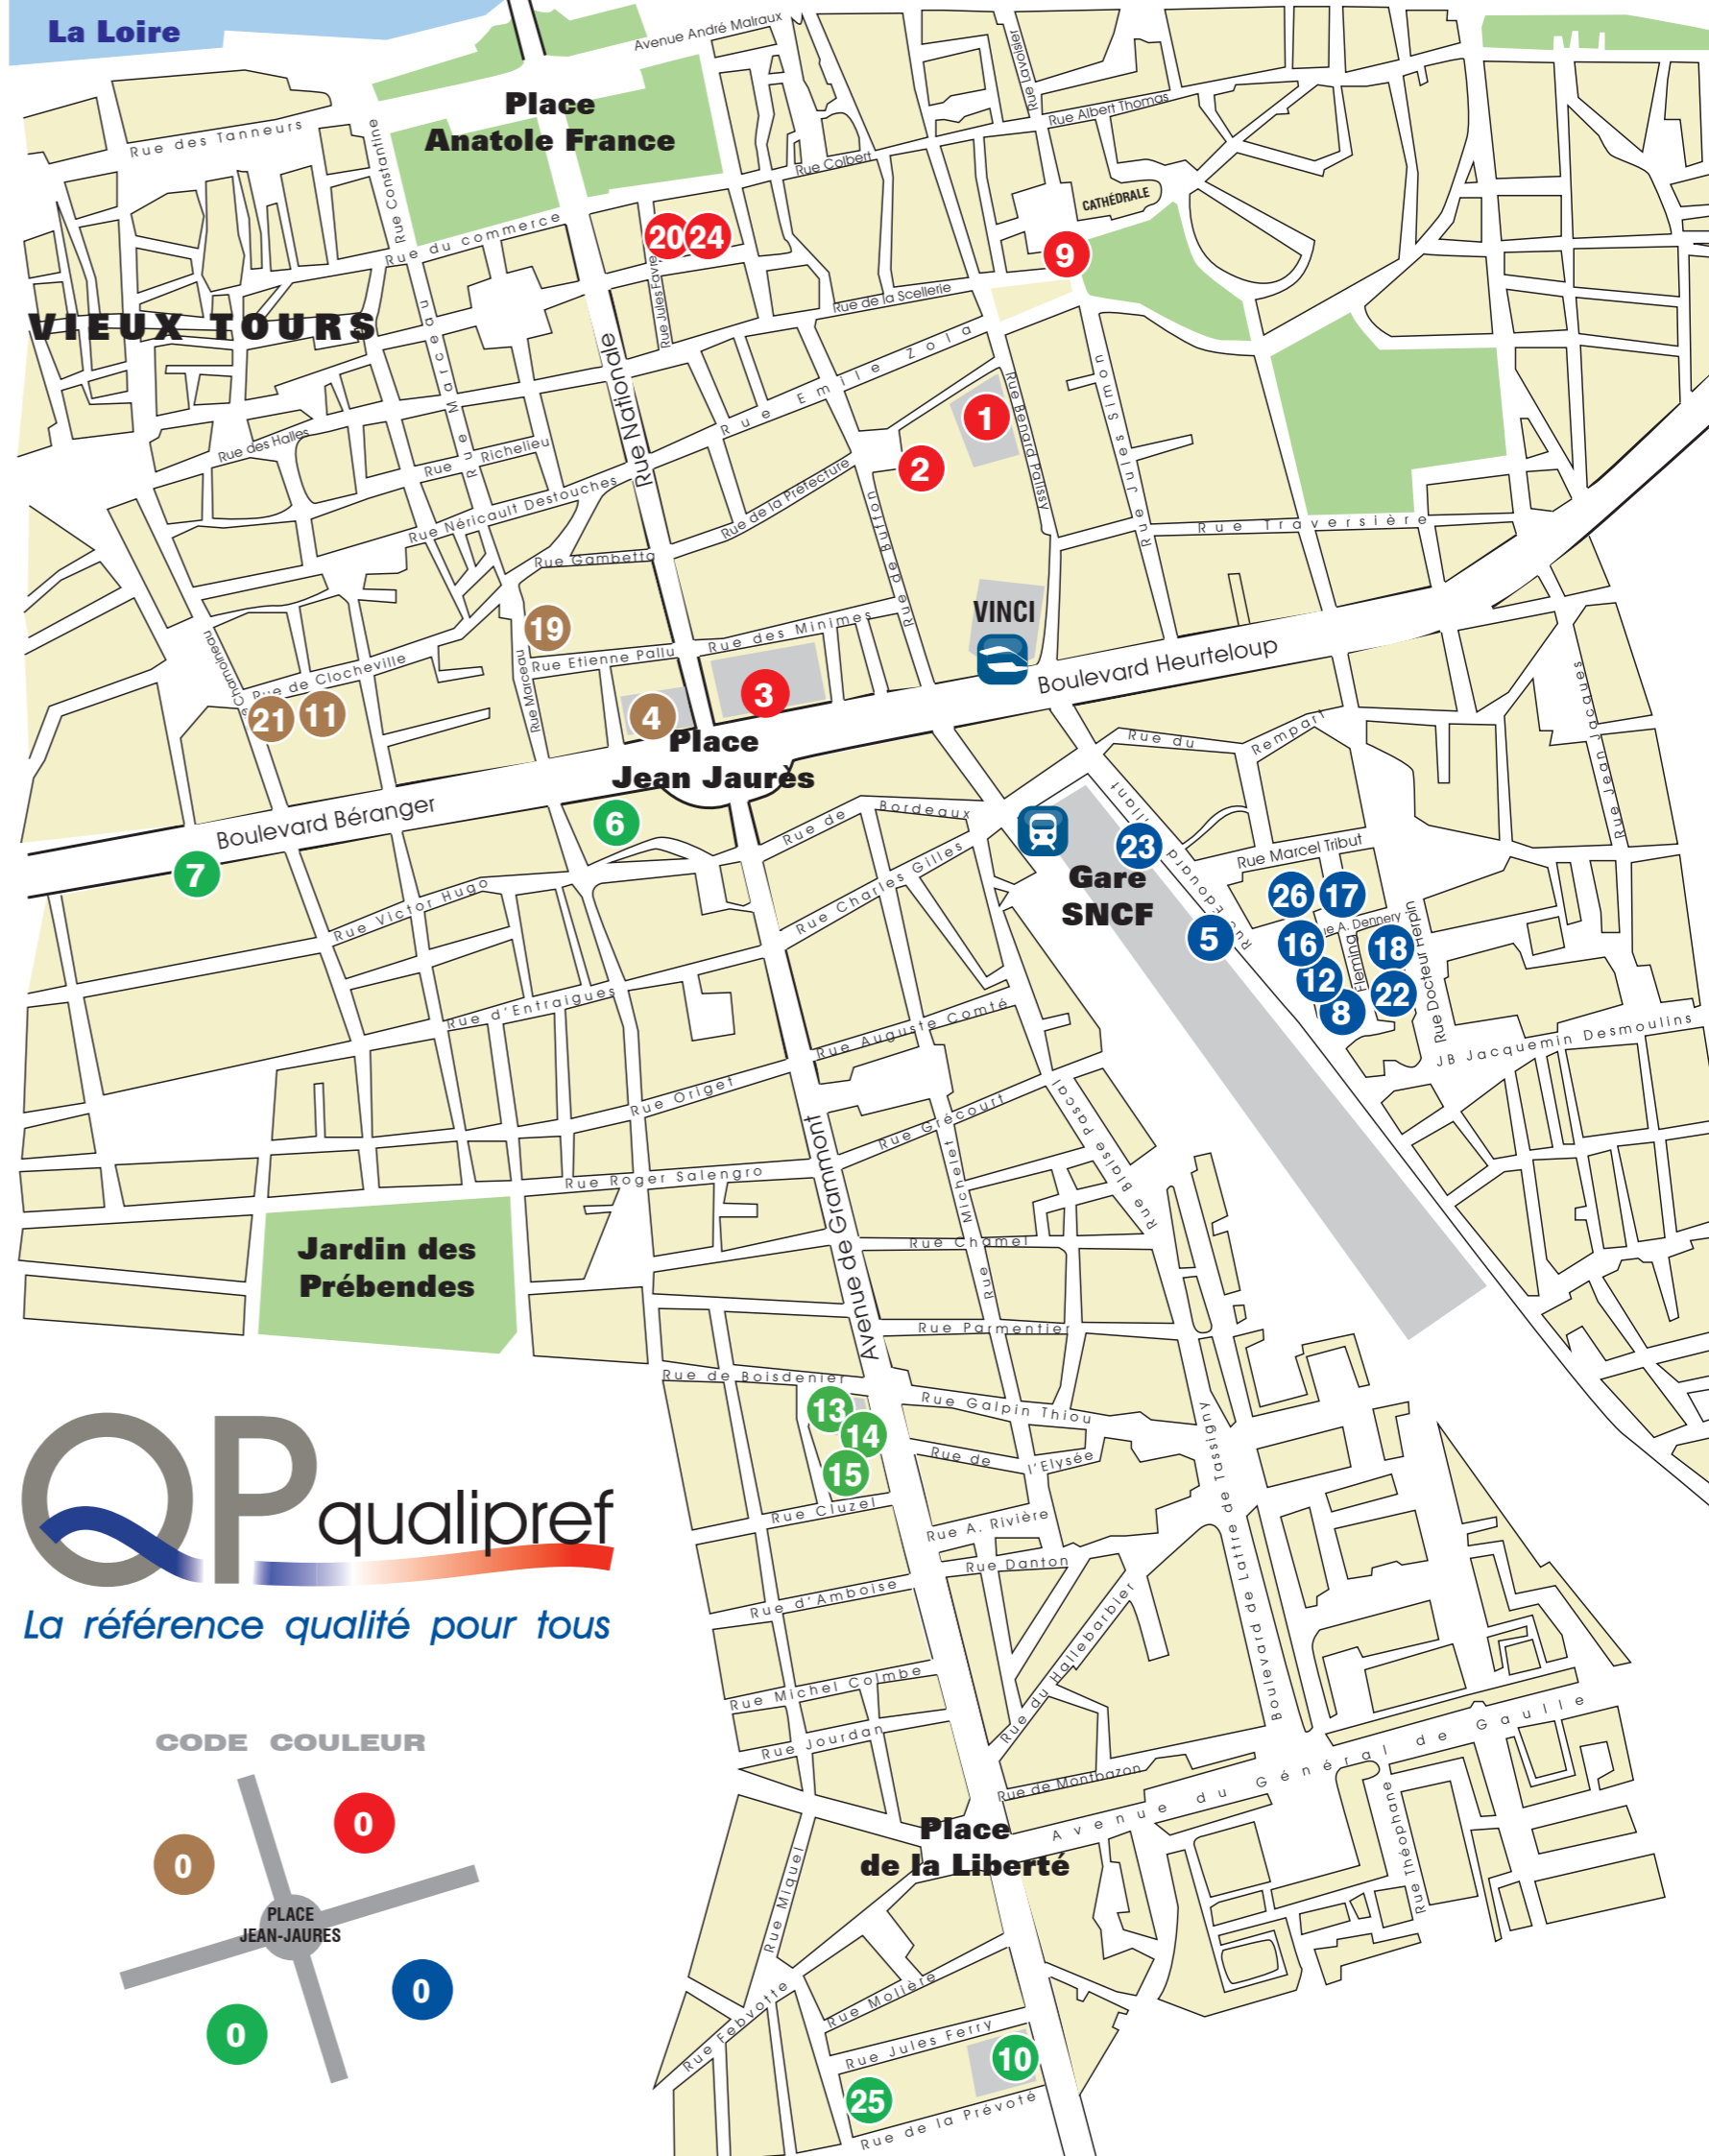 La Loire
Avenue André Malraux
Rue Lavoisier
Place
Anatole France
Rue des Tanneurs
Rue Constantine
Rue Albert Thomas
Rue Colbert
CATHÉDRALE
Rue du commerce
20
24
9
Rue Jules Favre
Rue de la Scellerie
VIEUX TOURS
Rue Marceau
Rue Nationale
Rue Emile Zola
Rue Benard Palissy
Rue Jules Simon
1
2
Rue des Halles
Rue Richelieu
Rue Néricault Destouches
Rue de la Préfecture
Rue de Buffon
Rue Traversière
Rue Gambetta
19
Rue des Minimes
VINCI
Rue Etienne Pallu
Boulevard Heurteloup
Chamoineau
Rue de Clocheville
Rue Marceau
21
11
4
3
Place
Jean Jaurès
Rue du Rempart
Rue Jean Jacques
Boulevard Béranger
6
7
Rue de Bordeaux
Rue Charles Gilles
Rue Edouard Vaillant
23
Gare
SNCF
Rue Marcel Tribut
26
17
Rue Victor Hugo
5
A. Dennery
16
18
12
Fleming
22
8
Rue Docteur Herpin
Rue d'Entraigues
Rue Auguste Comté
JB Jacquemin Desmoulins
Rue Origet
Rue Grécourt
Rue Blaise Pascal
Rue Michelet
Rue Roger Salengro
Avenue de Grammont
Jardin des
Prébendes
Rue Chamel
Rue Parmentier
Rue de Boisdenier
13
14
15
Rue Galpin Thiou
Rue de l'Elysée
Boulevard de Lattre de Tassigny
QP qualipref
La référence qualité pour tous
Rue Cluzel
Rue A. Rivière
Rue Danton
Rue d'Amboise
Rue du Hallebarbier
Rue Michel Colmbe
Rue Jourdan
CODE COULEUR
0
0
PLACE
JEAN-JAURES
0
0
Rue de Montbazon
Avenue du Général de Gaulle
Place
de la Liberté
Rue Théophane
Rue Miquel
Rue Febvotte
Rue Molière
Rue Jules Ferry
10
25
Rue de la Prévoté